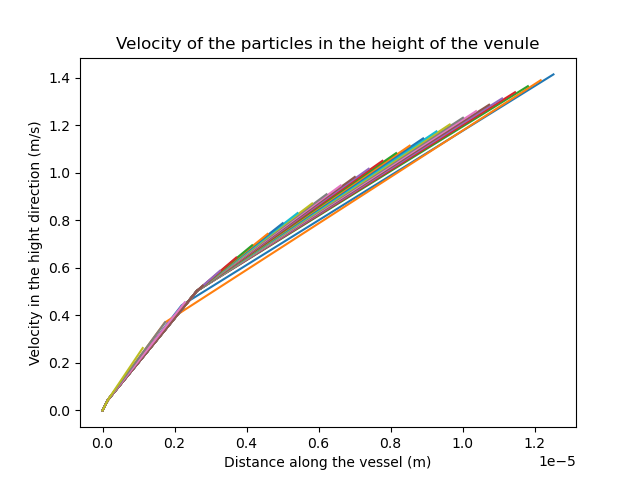 Velocity of the particles in the height of the venule
1.4
1.2
1.0
0.8
0.6
0.4
0.2
0.0
Velocity in the hight direction (m/s)
0.0 0.2 0.4 0.6 0.8 1.0 1.2
1e−5
Distance along the vessel (m)